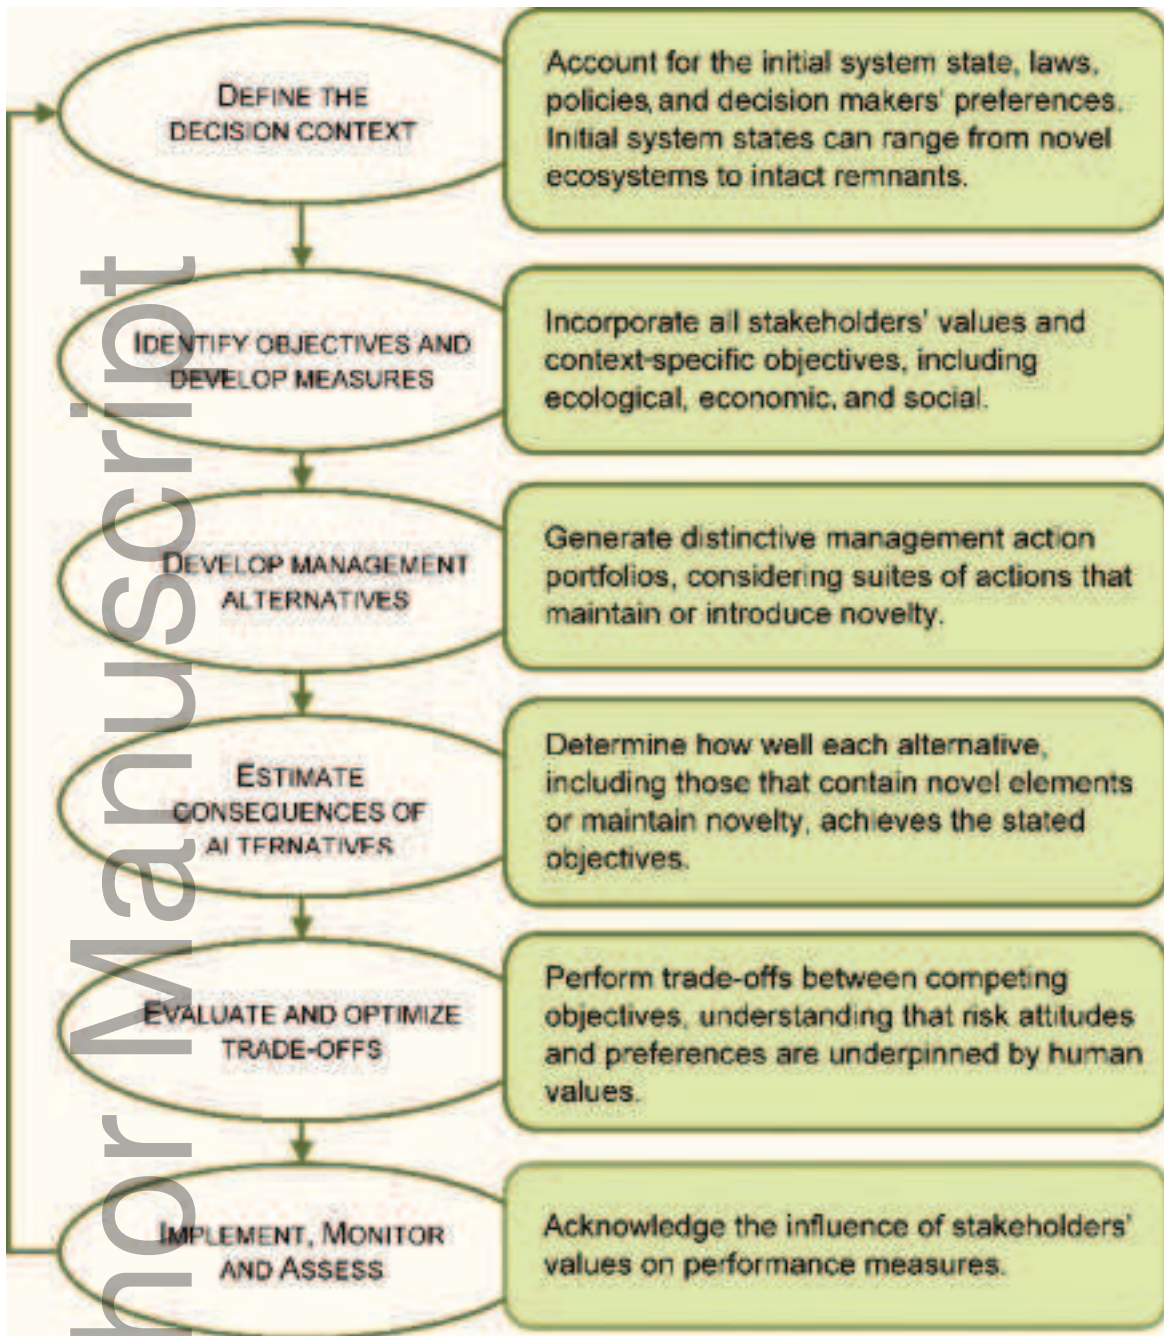 DEFINE THE
DECISION CONTEXT
Account for the initial system state, laws,
policies, and decision makers' preferences.
Initial system states can range from novel
ecosystems to intact remnants.
IDENTIFY OBJECTIVES AND
DEVELOP MEASURES
Incorporate all stakeholders' values and
context-specific objectives, including
ecological, economic, and social.
DEVELOP MANAGEMENT
ALTERNATIVES
Generate distinctive management action
portfolios, considering suites of actions that
maintain or introduce novelty.
ESTIMATE
CONSEQUENCES OF
ALTERNATIVES
Determine how well each alternative,
including those that contain novel elements
or maintain novelty, achieves the stated
objectives.
EVALUATE AND OPTIMIZE
TRADE-OFFS
Perform trade-offs between competing
objectives, understanding that risk attitudes
and preferences are underpinned by human
values.
IMPLEMENT, MONITOR
AND ASSESS
Acknowledge the influence of stakeholders'
values on performance measures.
hor Manuscript